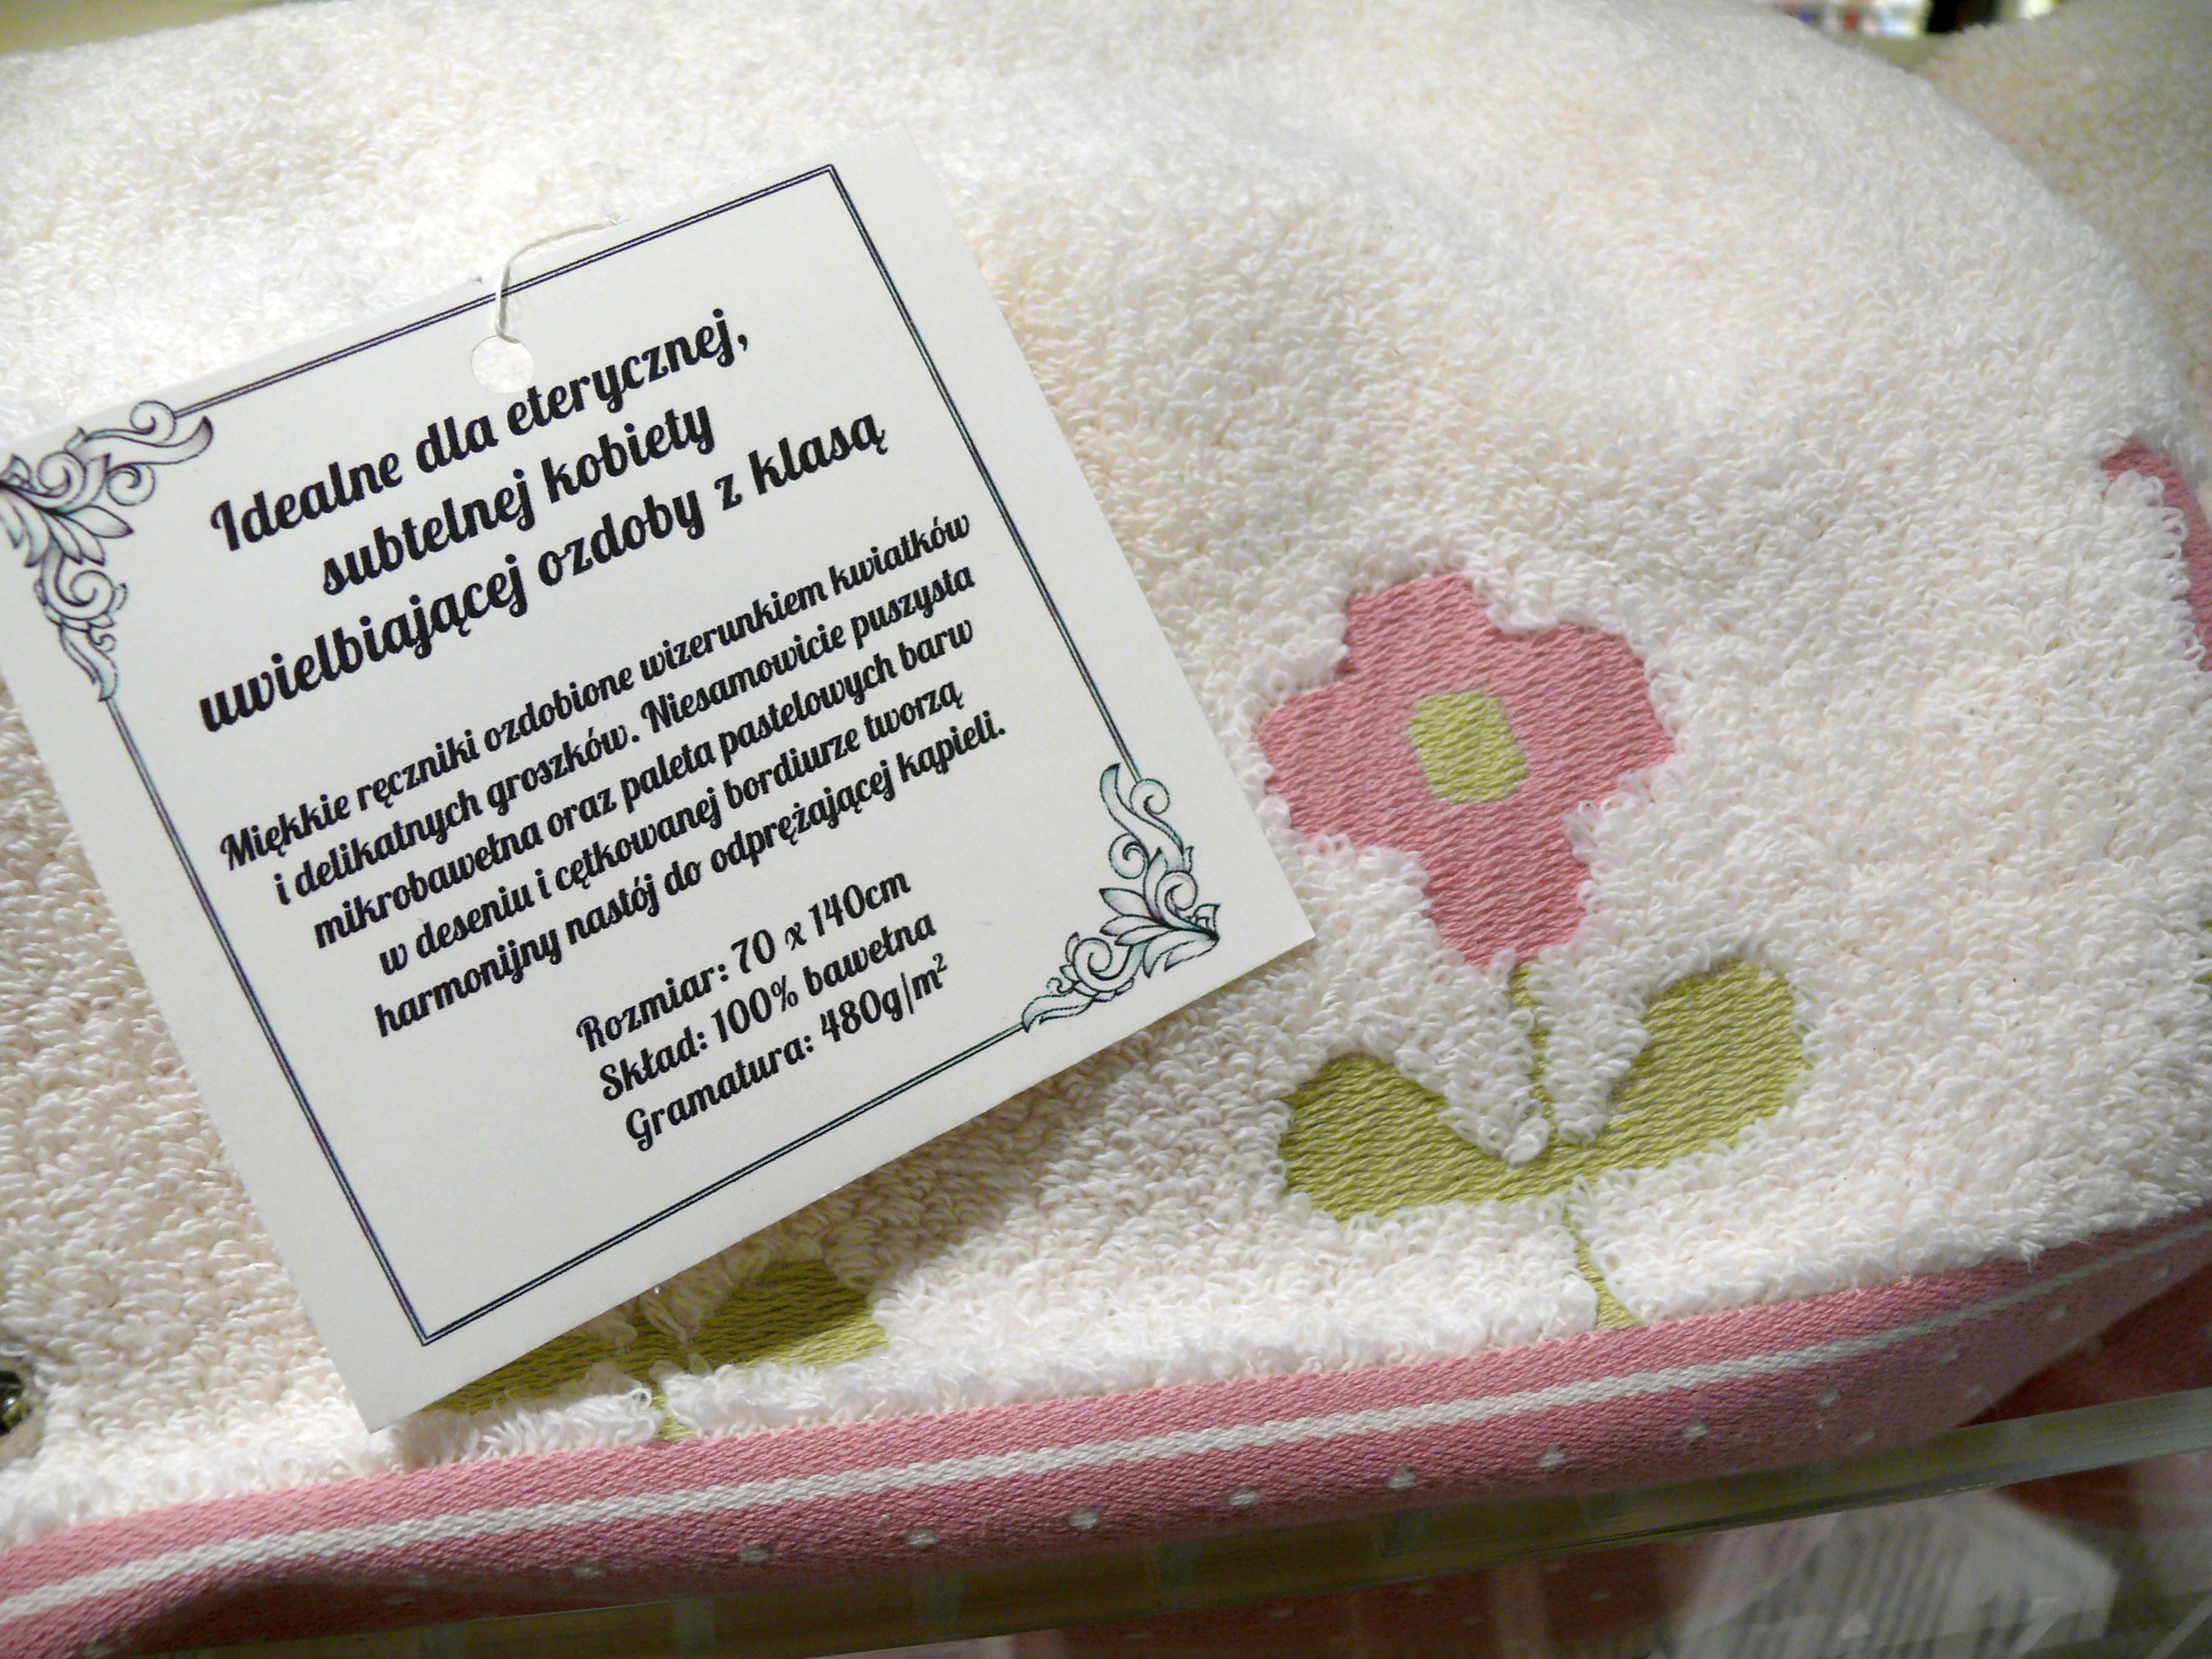 Idealne dla eterycznej,
subtelnej kobiety
uwielbiającej ozdoby z klasą
Miękkie ręczniki ozdobione wizerunkiem kwiatków
i delikatnych groszków. Niesamowicie puszysta
mikrobawełna oraz paleta pastelowych barw
w deseniu i cętkowanej bordiurze tworzą
harmonijny nastój do odprężającej kąpieli.
Rozmiar: 70 x 140cm
Skład: 100% bawełna
Gramatura: 480g/m²